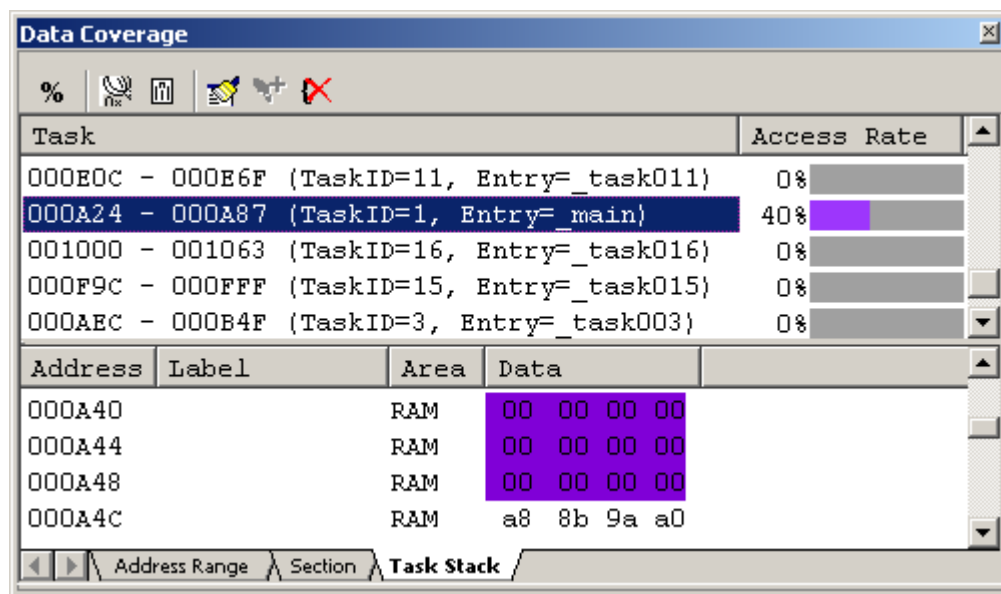 Data Coverage
%
Task Access Rate
000E0C - 000E6F (TaskID=11, Entry=_task011) 0%
000A24 - 000A87 (TaskID=1, Entry=_main) 40%
001000 - 001063 (TaskID=16, Entry=_task016) 0%
000F9C - 000FFF (TaskID=15, Entry=_task015) 0%
000AEC - 000B4F (TaskID=3, Entry=_task003) 0%
Address Label Area Data
000A40 RAM 00 00 00 00
000A44 RAM 00 00 00 00
000A48 RAM 00 00 00 00
000A4C RAM a8 8b 9a a0
Address Range Section Task Stack